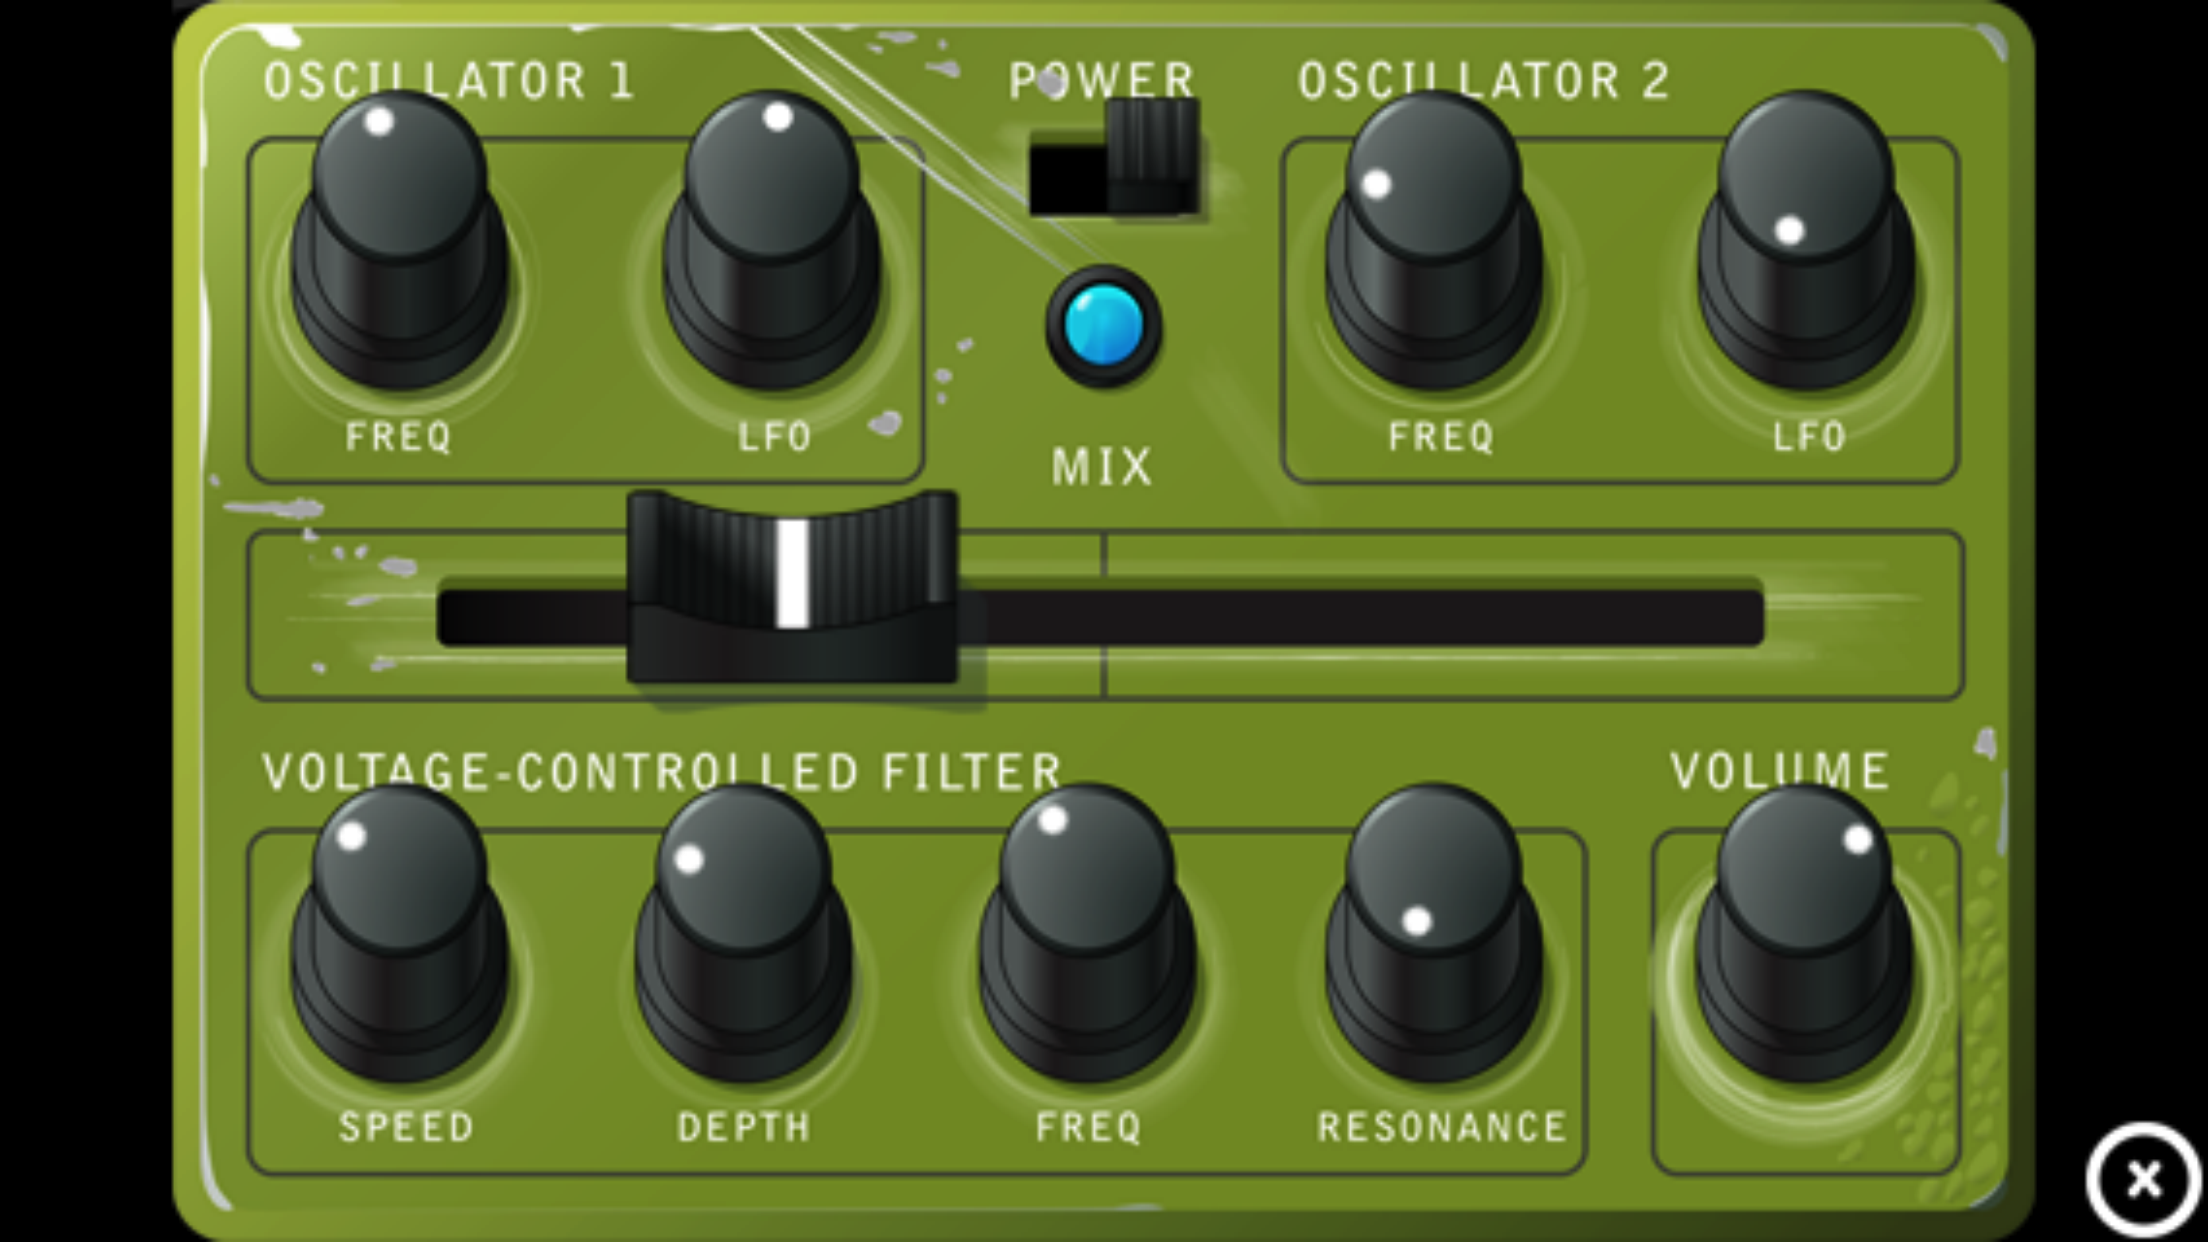 OSCILLATOR 1
POWER
OSCILLATOR 2
FREQ
LFO
FREQ
LFO
MIX
VOLTAGE-CONTROLLED FILTER
VOLUME
SPEED
DEPTH
FREQ
RESONANCE